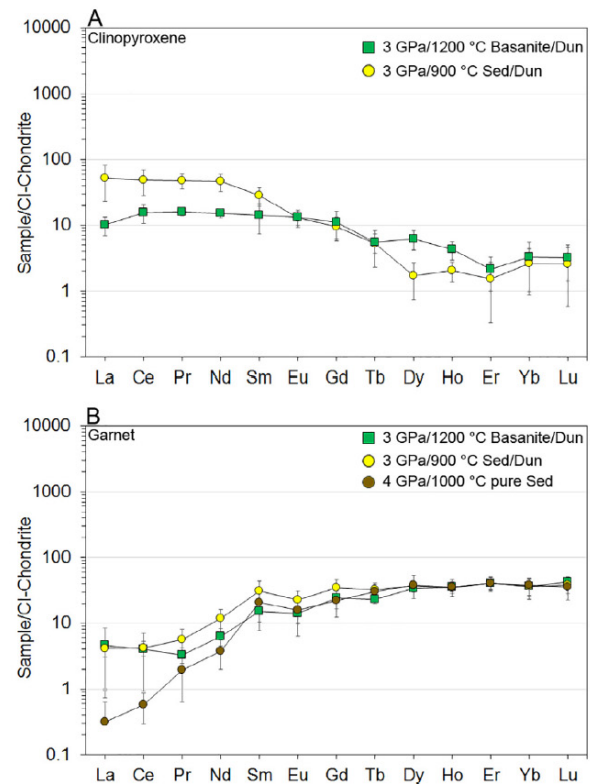 A
Clinopyroxene
3 GPa/1200 °C Basanite/Dun
3 GPa/900 °C Sed/Dun
10000
1000
100
10
1
0.1
Sample/CI-Chondrite
La Ce Pr Nd Sm Eu Gd Tb Dy Ho Er Yb Lu
B
Garnet
3 GPa/1200 °C Basanite/Dun
3 GPa/900 °C Sed/Dun
4 GPa/1000 °C pure Sed
10000
1000
100
10
1
0.1
Sample/CI-Chondrite
La Ce Pr Nd Sm Eu Gd Tb Dy Ho Er Yb Lu